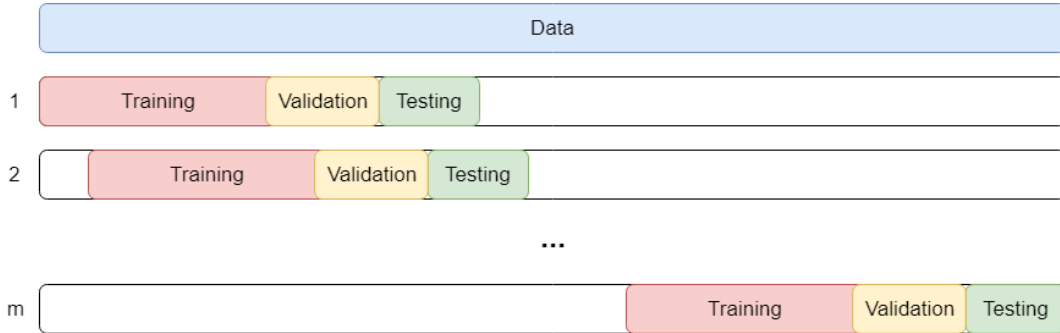 Data
1 Training Validation Testing
2 Training Validation Testing
...
m Training Validation Testing